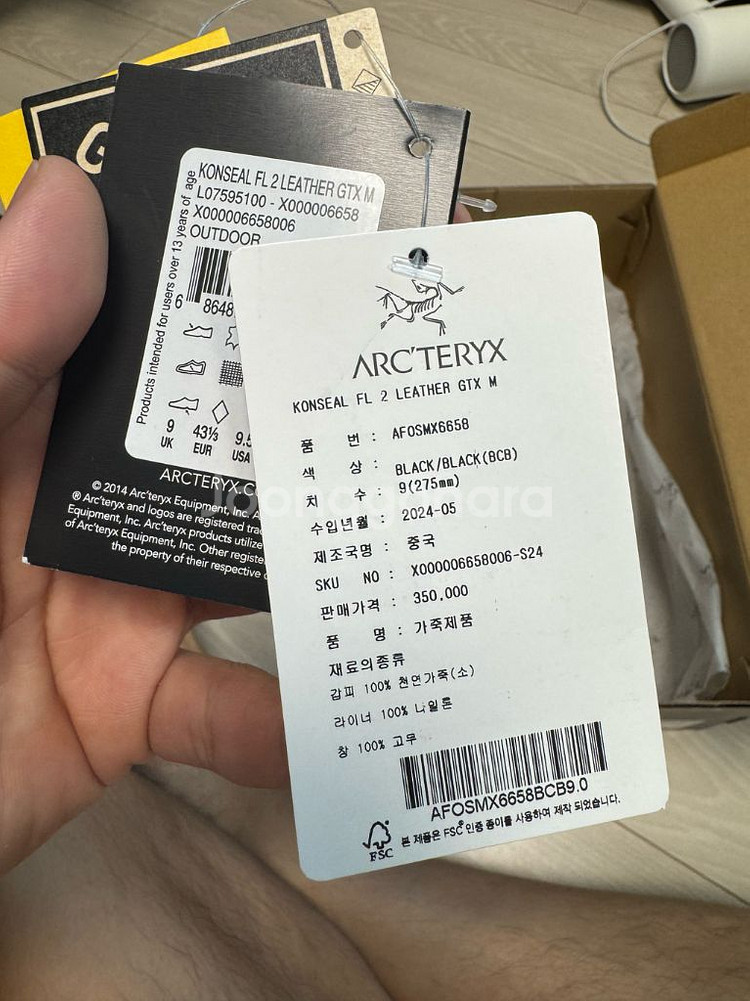 G
Products intended for users over 13 years of age
KONSEAL FL 2 LEATHER GTX M
L07595100 - X000006658
X000006658006
OUTDOOR
6 8648
9 43⅓ 9.5
UK EUR USA
ARCTERYX.C
© 2014 Arc'teryx Equipment, Inc. A
® Arc'teryx and logos are registered trad
Equipment, Inc. Arc'teryx products utilize
of Arc'teryx Equipment, Inc. Other registe
the property of their respective o
ARC'TERYX
KONSEAL FL 2 LEATHER GTX M
품 번 : AFOSMX6658
색 상 : BLACK/BLACK(BCB)
치 수 : 9(275mm)
수입년월 : 2024-05
제조국명 : 중국
SKU NO : X000006658006-S24
판매가격 : 350,000
품 명 : 가죽제품
재료의종류
갑피 100% 천연가죽(소)
라이너 100% 나일론
창 100% 고무
AFOSMX6658BCB9.0
FSC 본 제품은 FSC® 인증 종이를 사용하여 제작 되었습니다.